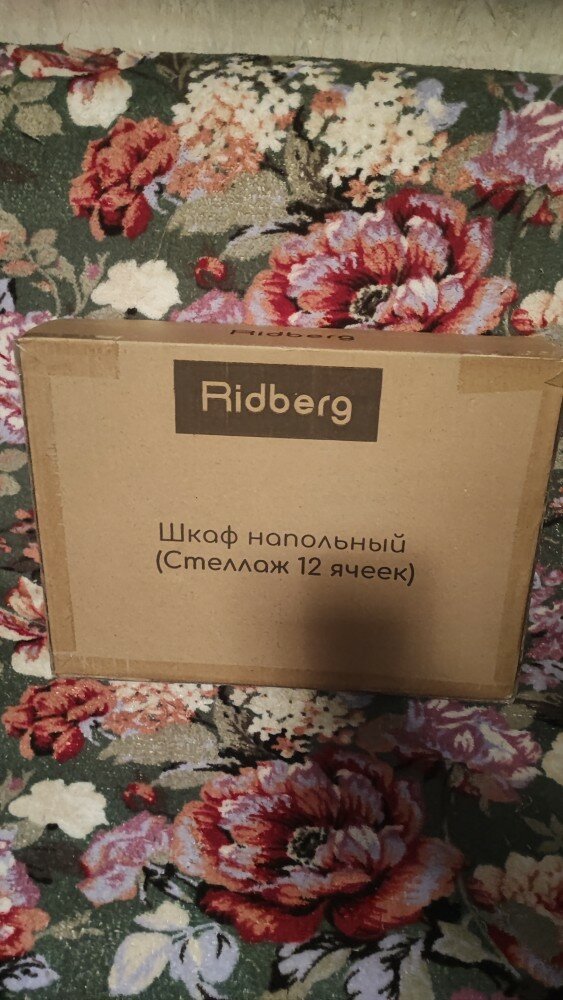 Ridberg
Ridberg
Шкаф напольный
(Стеллаж 12 ячеек)